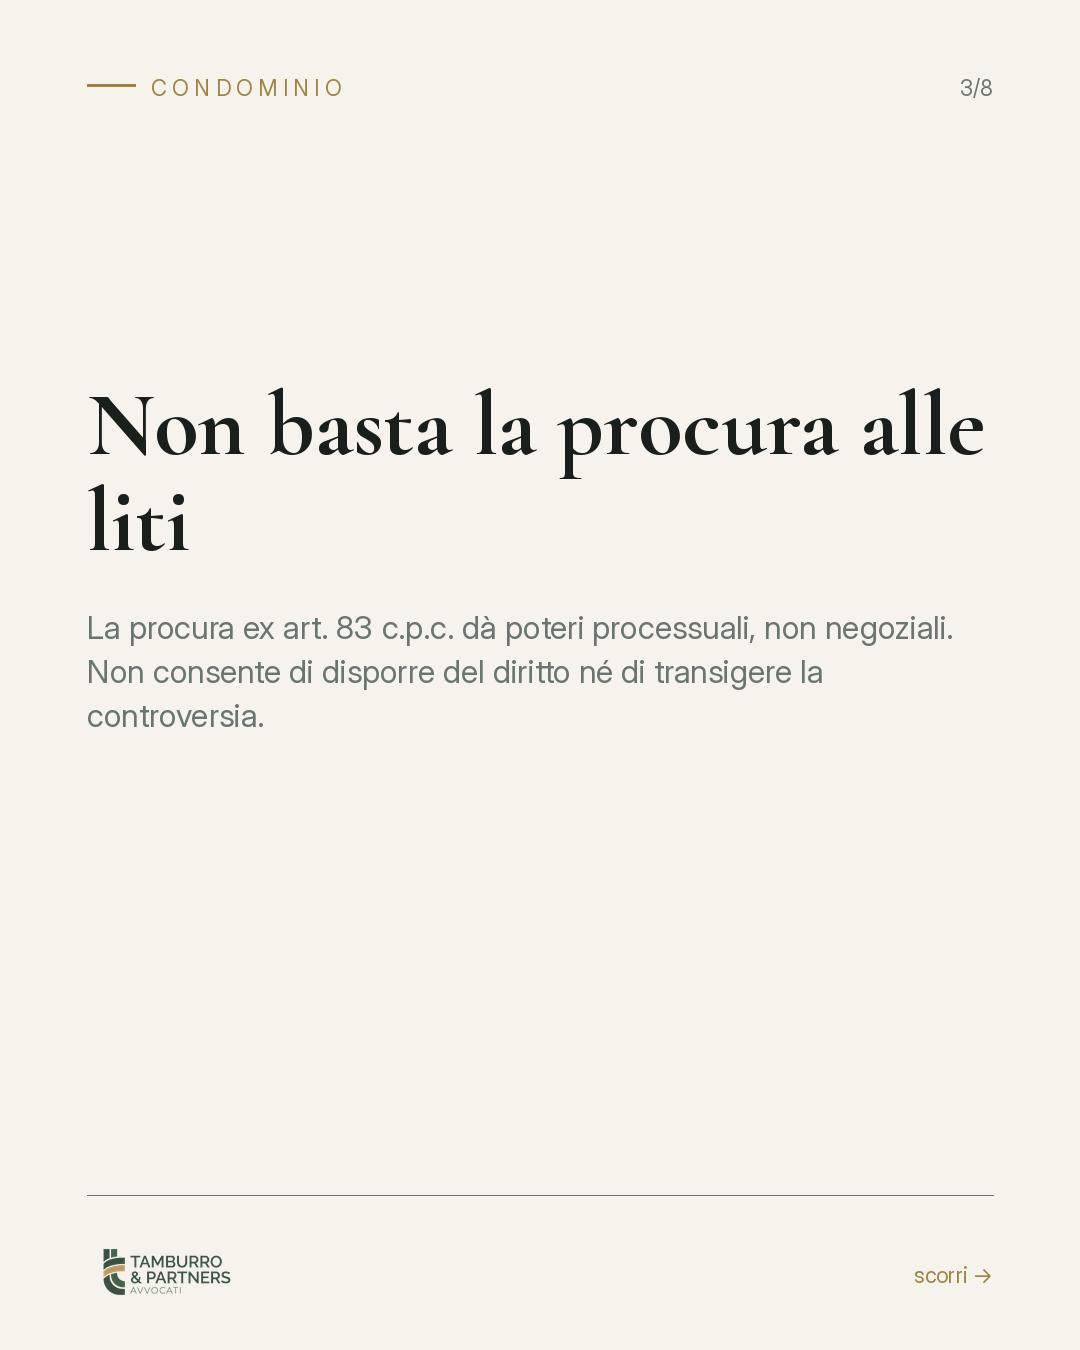 CONDOMINIO
3/8
Non basta la procura alle
liti
La procura ex art. 83 c.p.c. dà poteri processuali, non negoziali.
Non consente di disporre del diritto né di transigere la
controversia.
TAMBURRO
& PARTNERS
AVVOCATI
scorri →